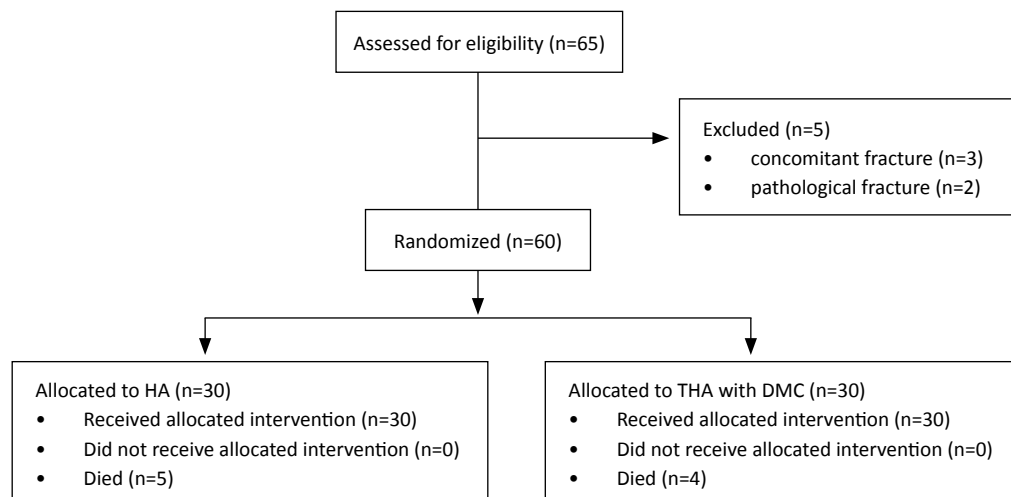 Assessed for eligibility (n=65)
Excluded (n=5)
• concomitant fracture (n=3)
• pathological fracture (n=2)
Randomized (n=60)
Allocated to HA (n=30)
• Received allocated intervention (n=30)
• Did not receive allocated intervention (n=0)
• Died (n=5)
Allocated to THA with DMC (n=30)
• Received allocated intervention (n=30)
• Did not receive allocated intervention (n=0)
• Died (n=4)